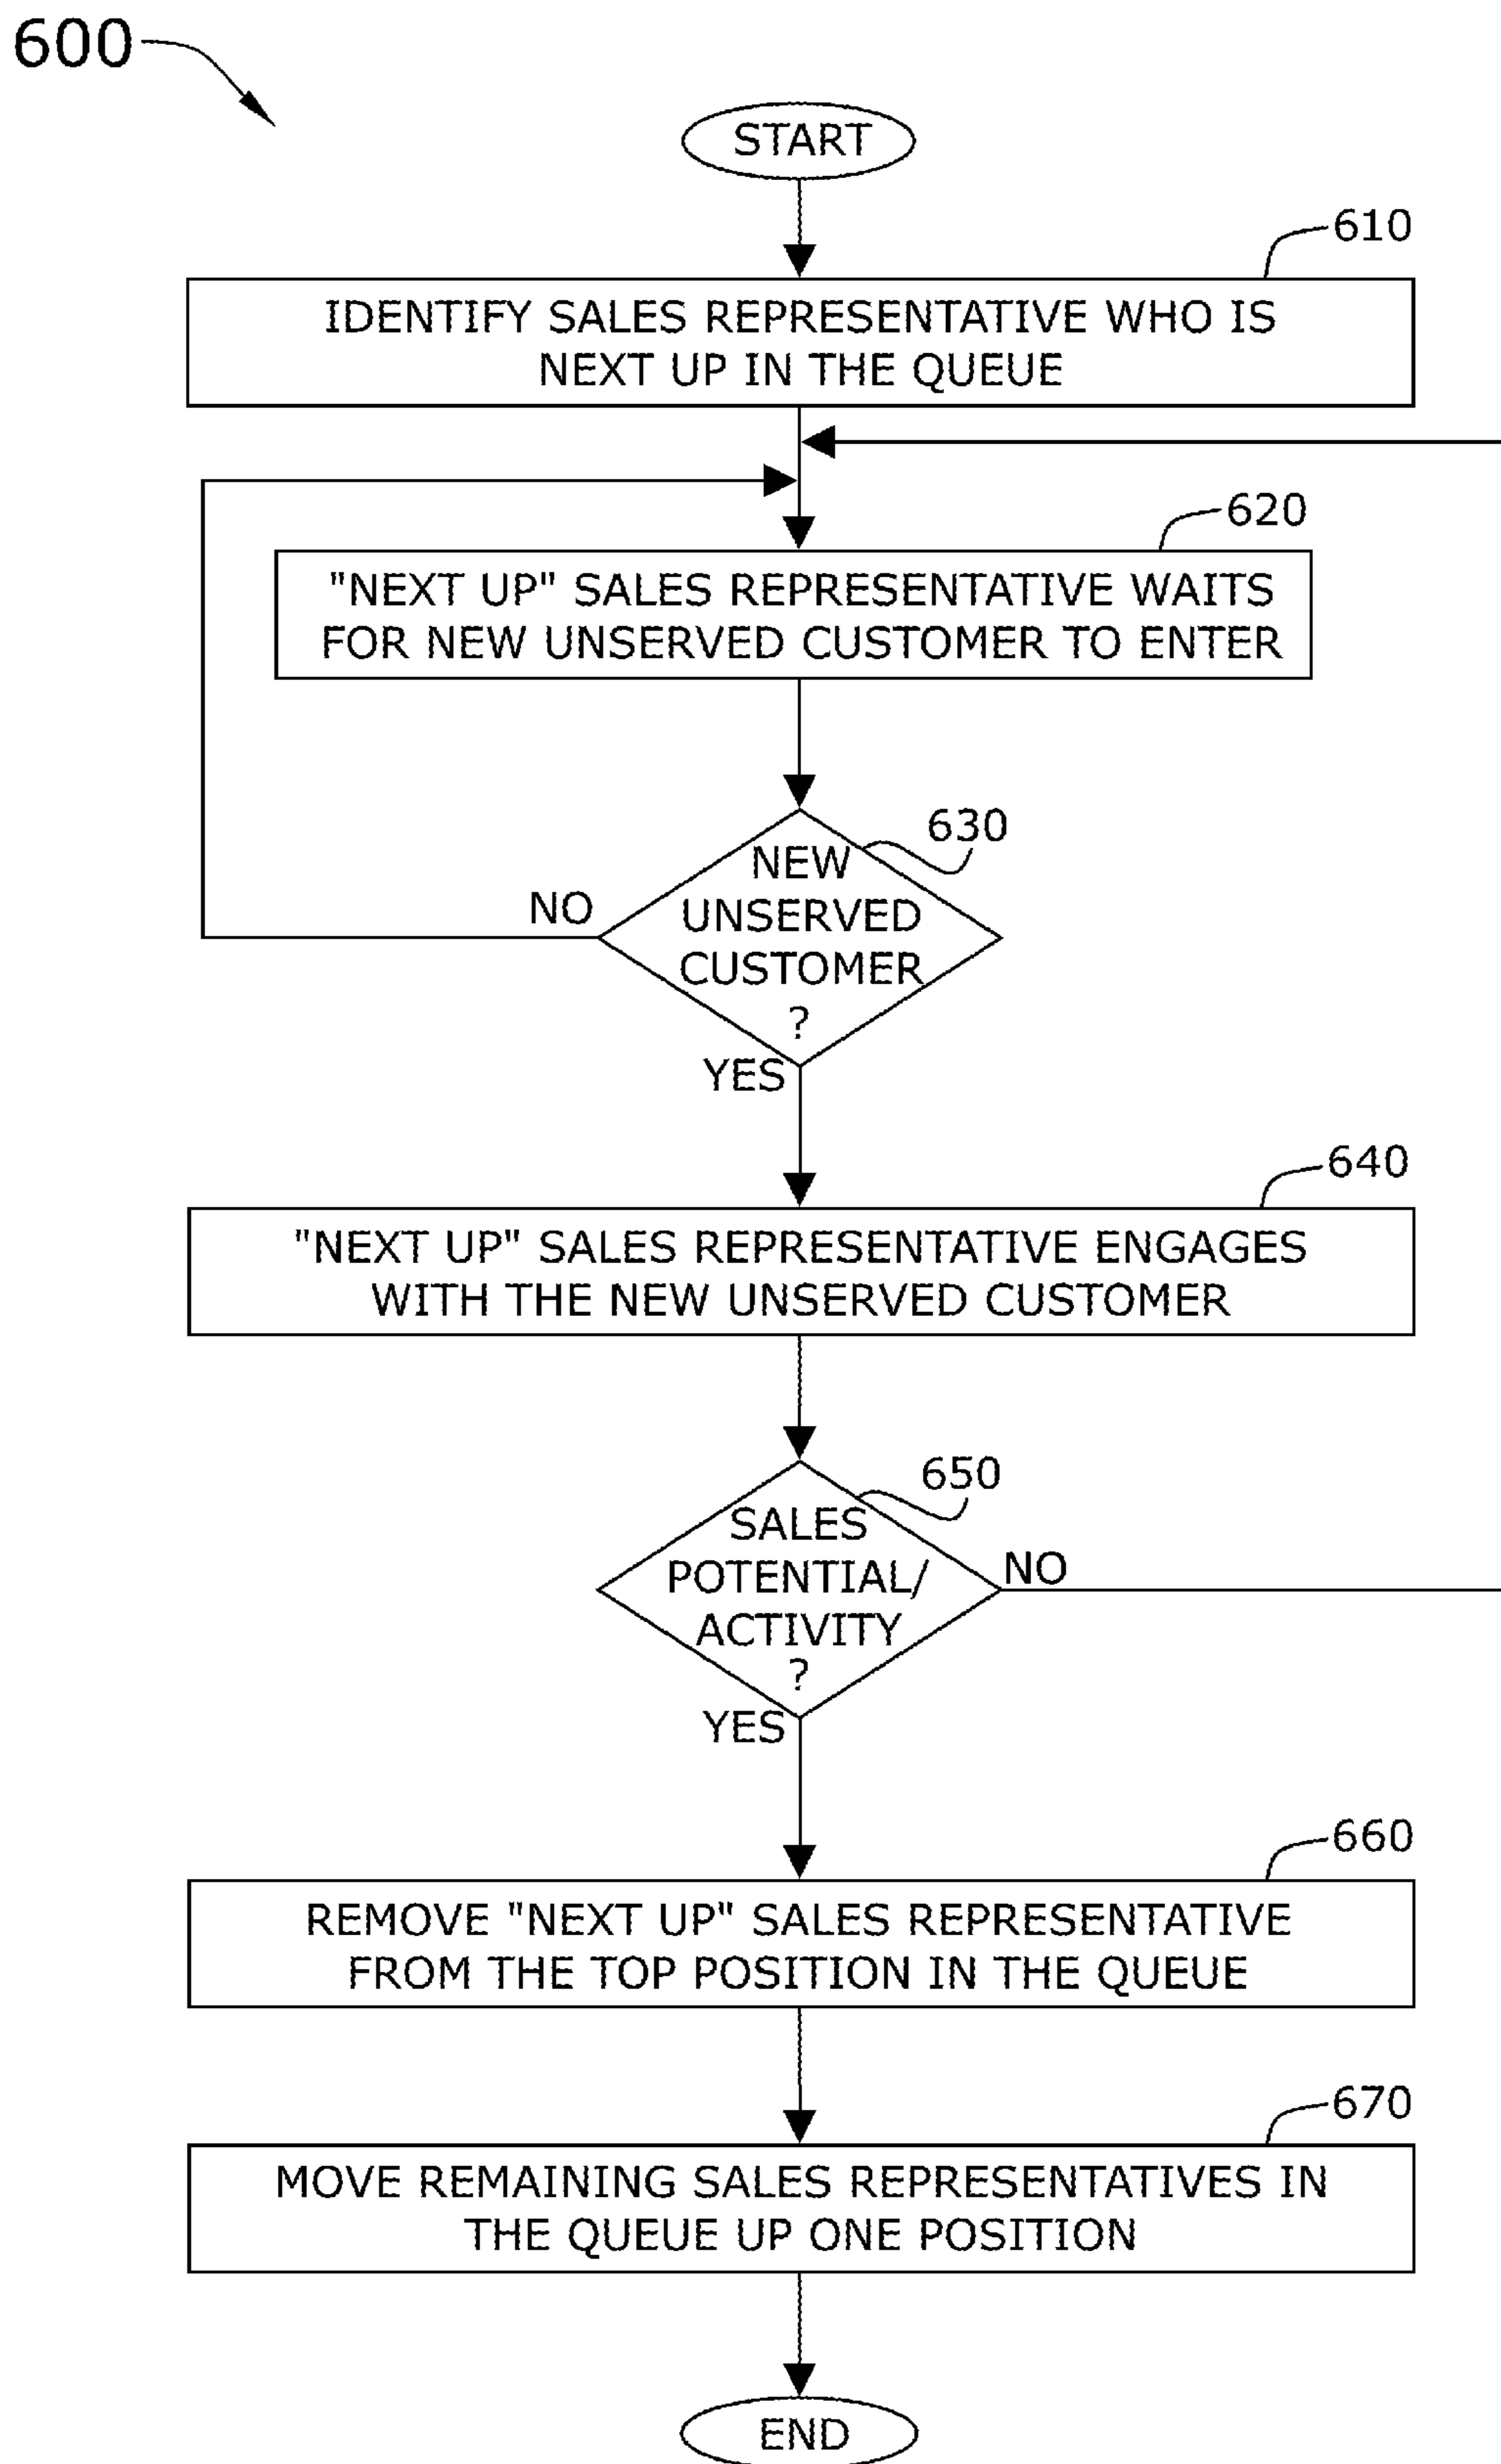 600
START
610
IDENTIFY SALES REPRESENTATIVE WHO IS
NEXT UP IN THE QUEUE
620
"NEXT UP" SALES REPRESENTATIVE WAITS
FOR NEW UNSERVED CUSTOMER TO ENTER
630
NEW
UNSERVED
CUSTOMER
?
NO
YES
640
"NEXT UP" SALES REPRESENTATIVE ENGAGES
WITH THE NEW UNSERVED CUSTOMER
650
SALES
POTENTIAL/
ACTIVITY
?
NO
YES
660
REMOVE "NEXT UP" SALES REPRESENTATIVE
FROM THE TOP POSITION IN THE QUEUE
670
MOVE REMAINING SALES REPRESENTATIVES IN
THE QUEUE UP ONE POSITION
END